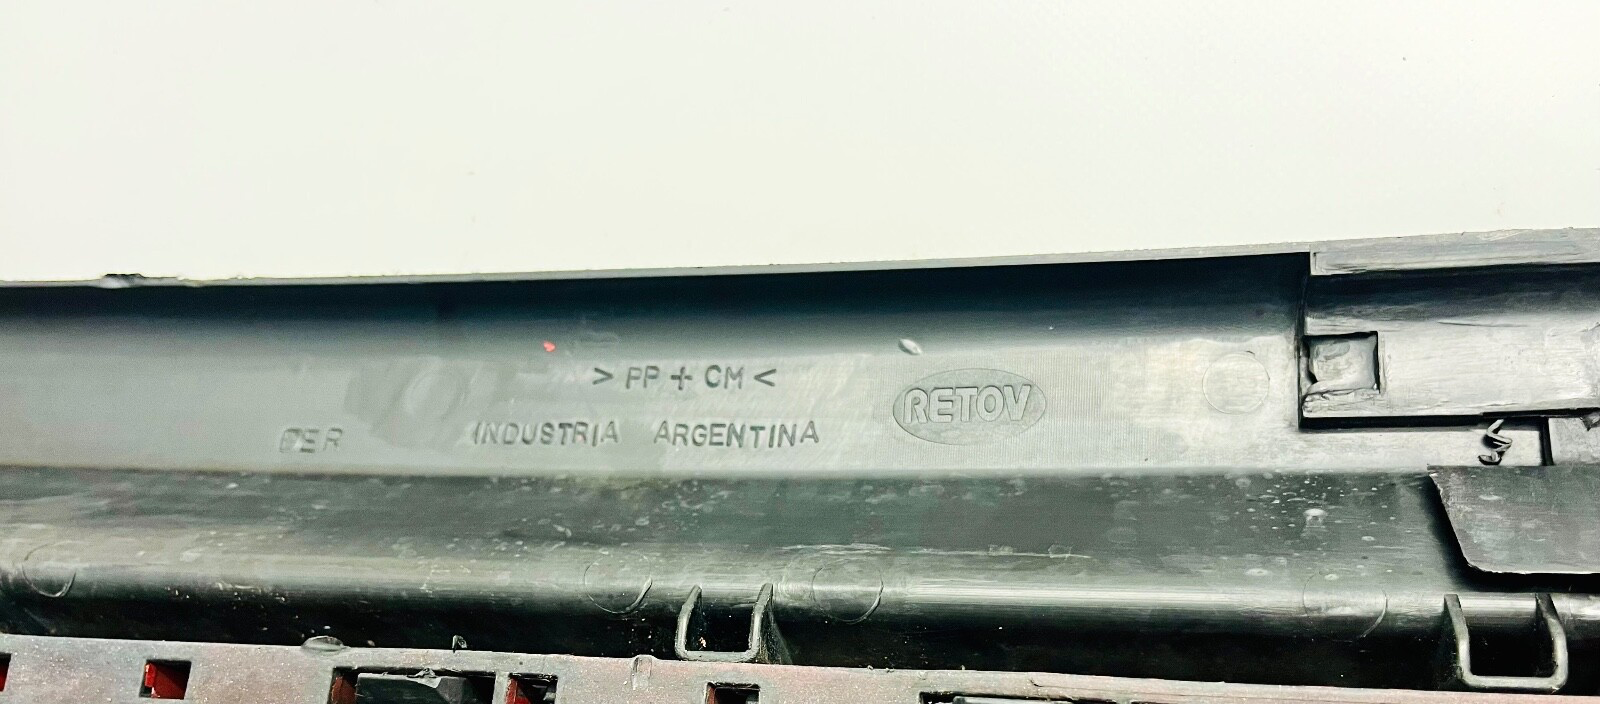 > PP + CM <
RETOV
INDUSTRIA ARGENTINA